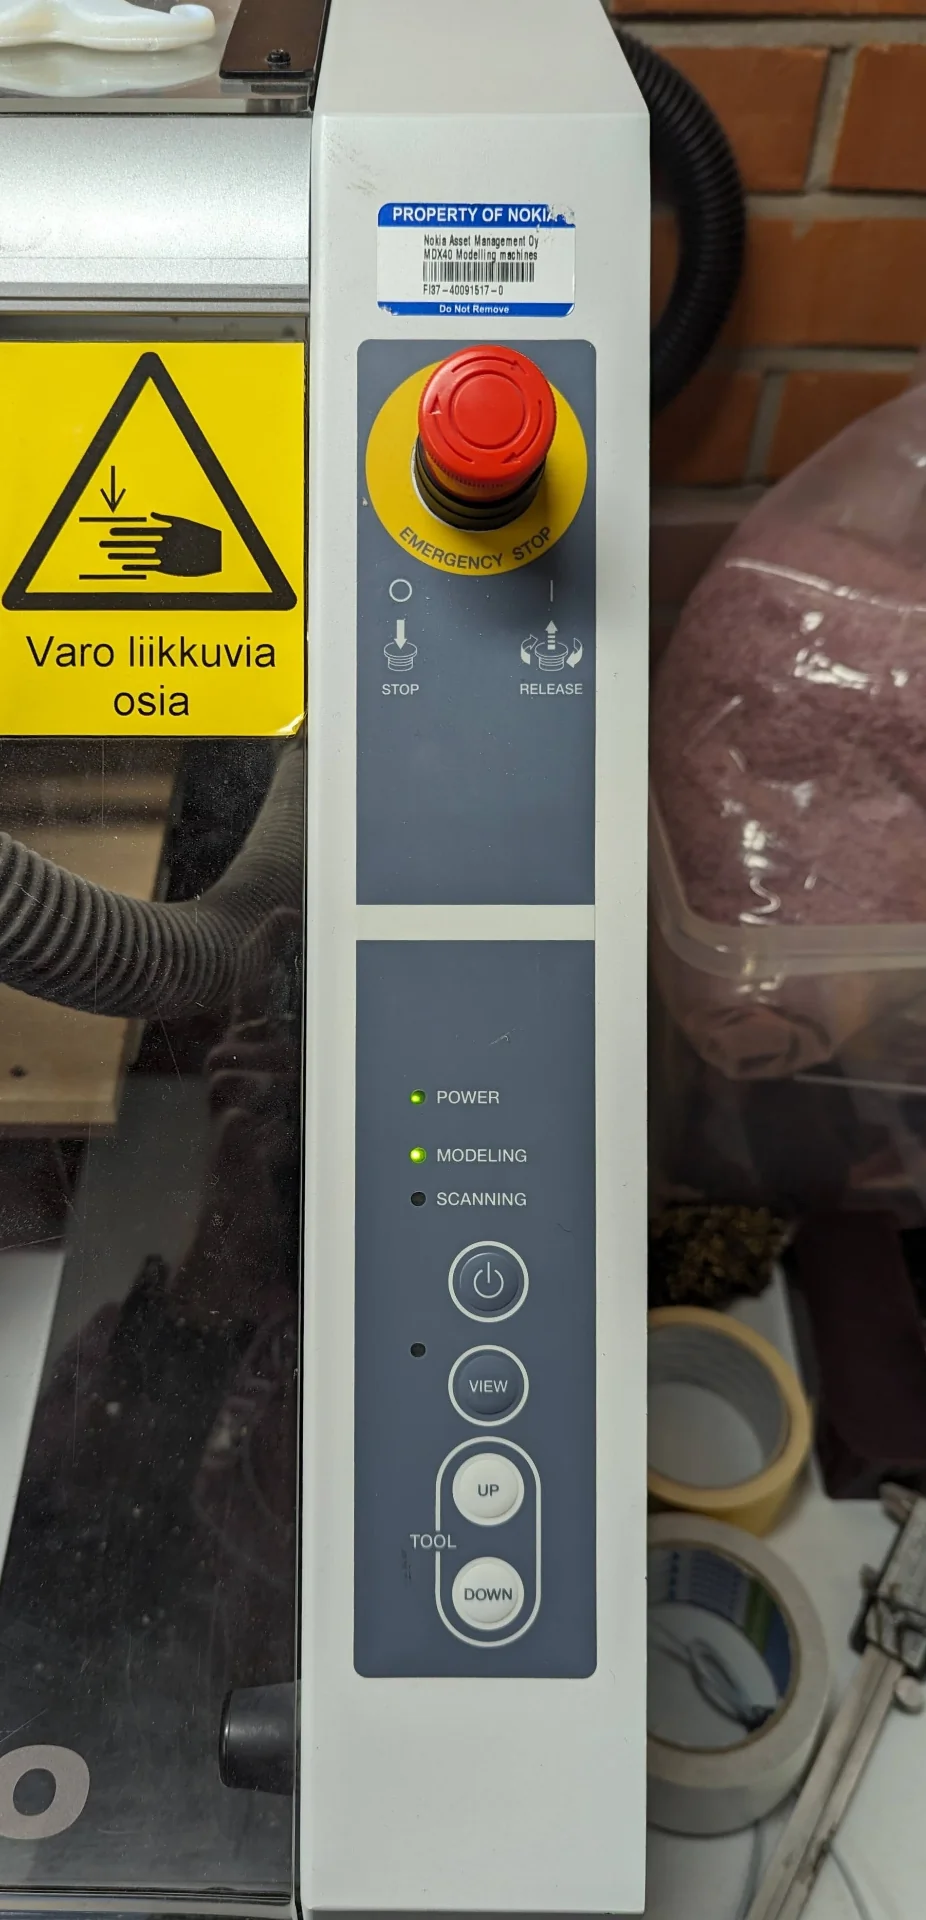 PROPERTY OF NOKIA
Nokia Asset Management Oy
MDX40 Modelling machines
FI37-40091517-0
Do Not Remove
Varo liikkuvia
osia
EMERGENCY STOP
STOP
RELEASE
POWER
MODELING
SCANNING
VIEW
UP
TOOL
DOWN